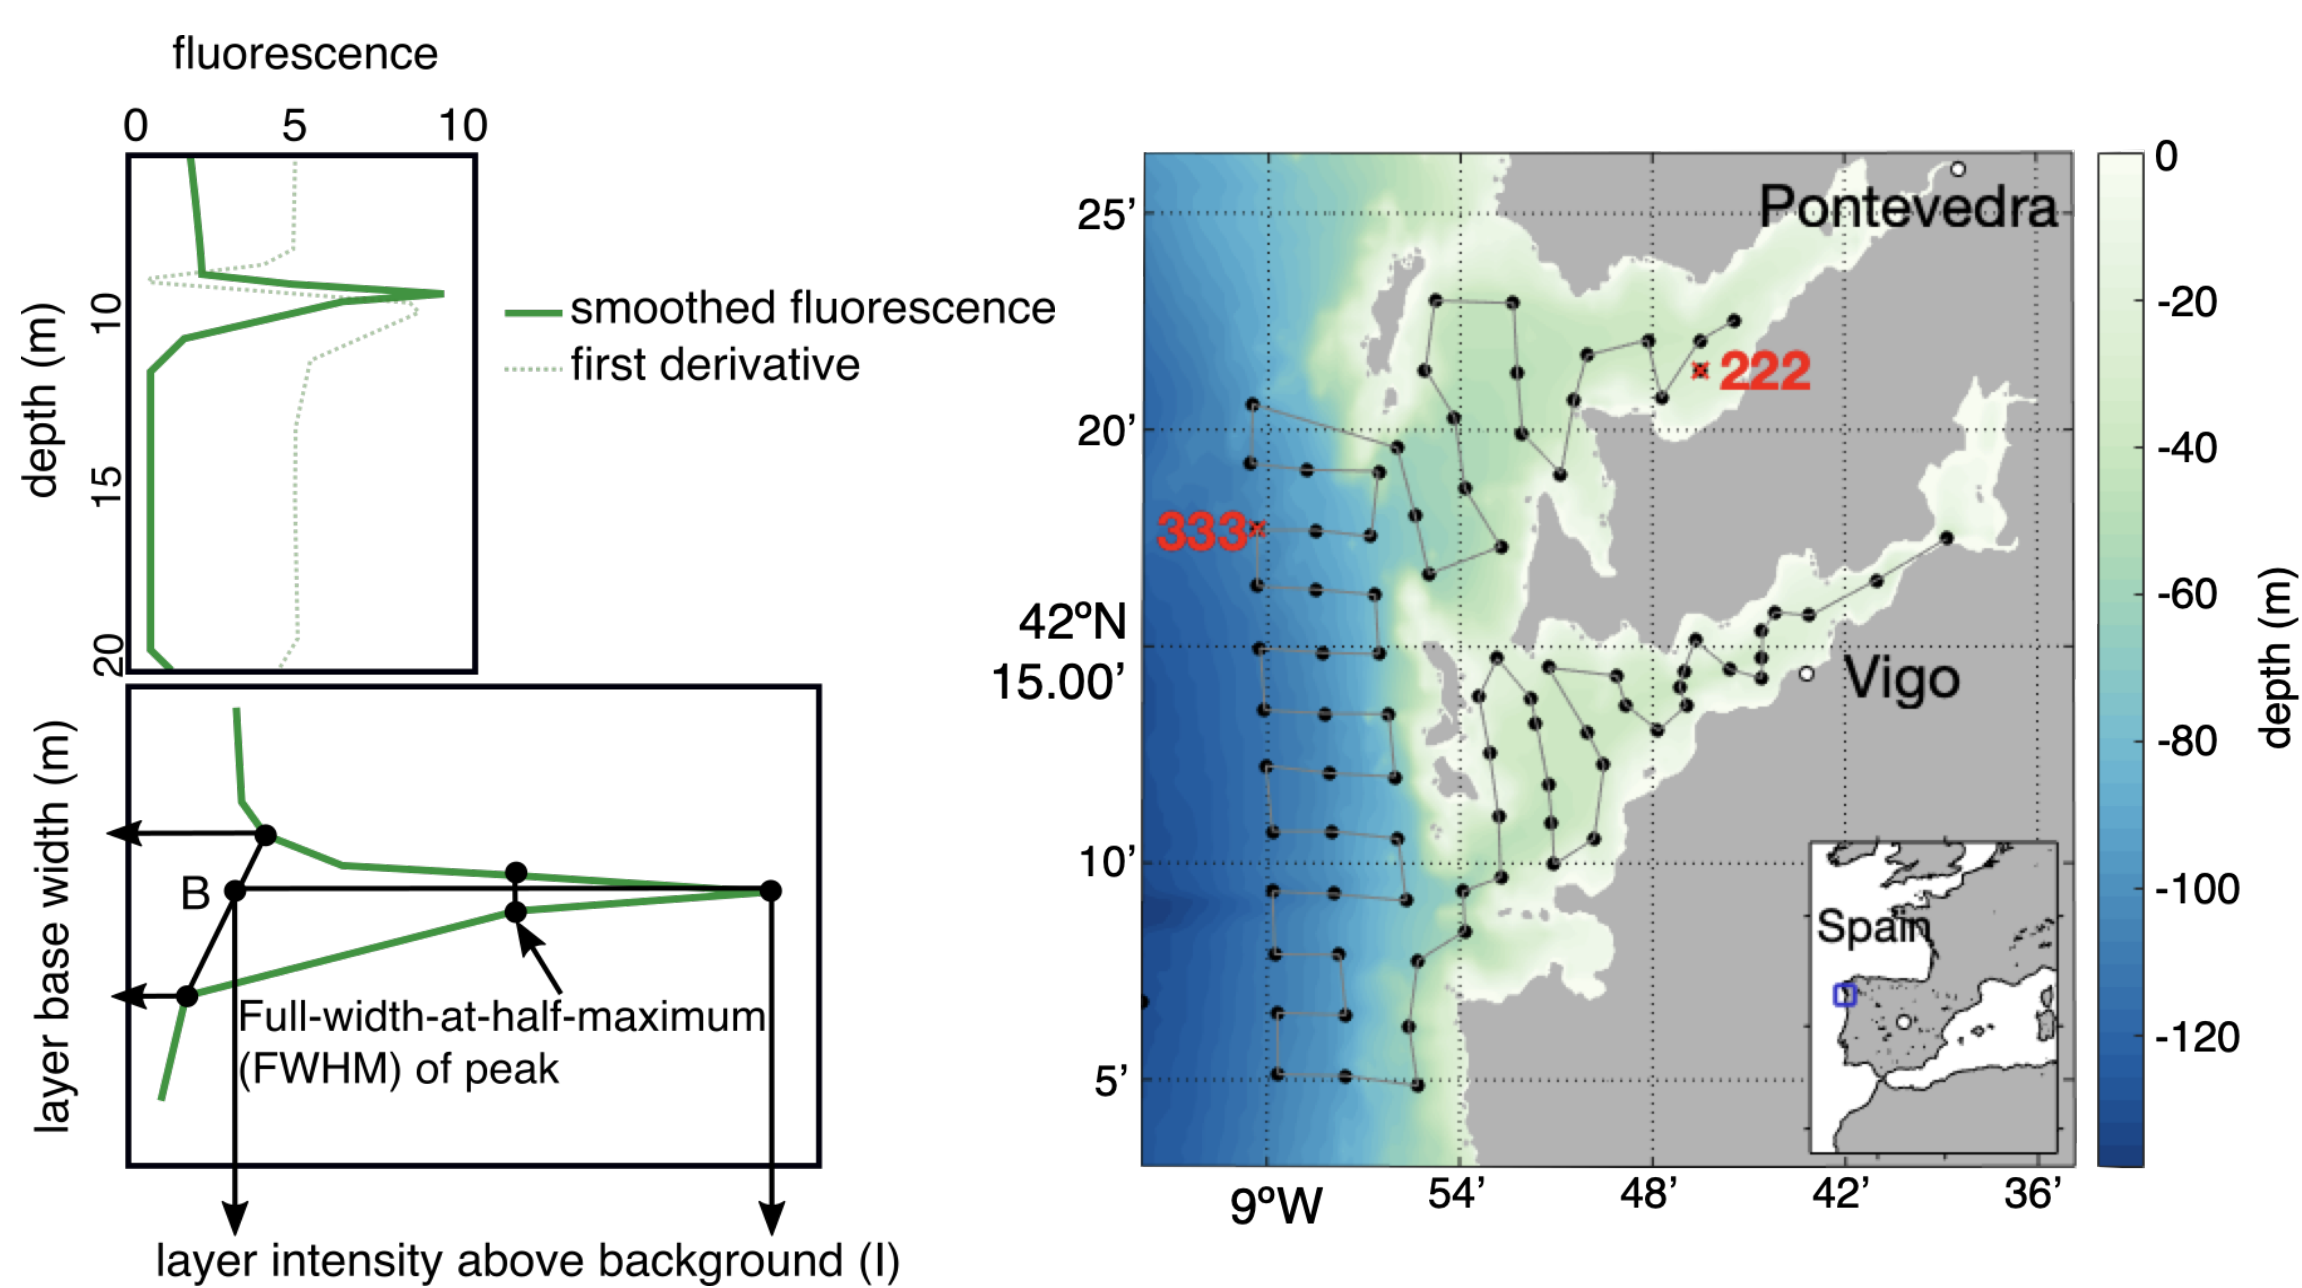 fluorescence
0 5 10
10
15
20
depth (m)
smoothed fluorescence
first derivative
layer base width (m)
B
Full-width-at-half-maximum
(FWHM) of peak
layer intensity above background (I)
25’
20’
42ºN
15.00’
10’
5’
Pontevedra
222
333
Vigo
Spain
9ºW 54’ 48’ 42’ 36’
0
-20
-40
-60
-80
-100
-120
depth (m)